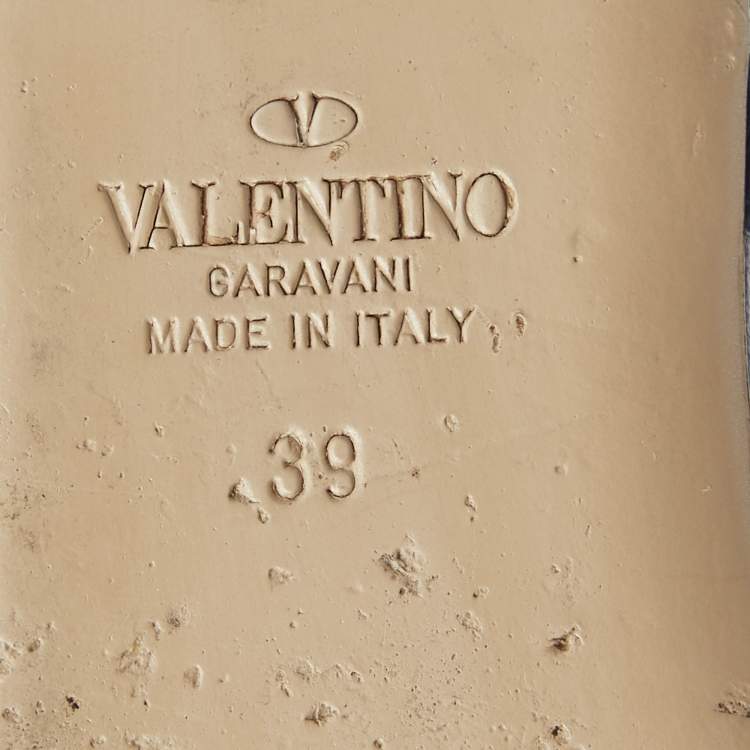 V
VALENTINO
GARAVANI
MADE IN ITALY
39